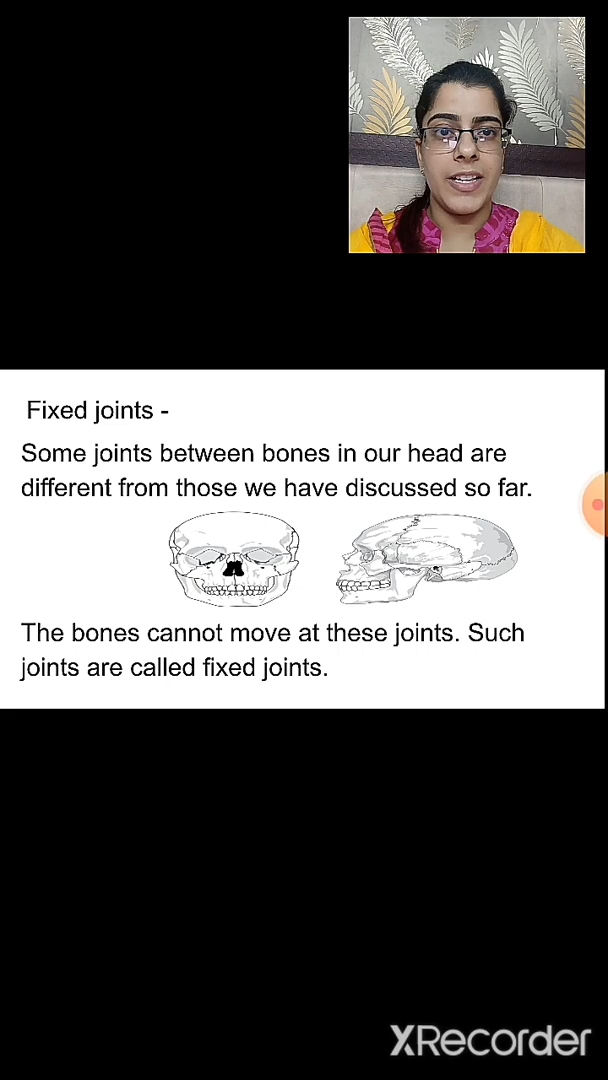 Fixed joints -
Some joints between bones in our head are
different from those we have discussed so far.
The bones cannot move at these joints. Such
joints are called fixed joints.
XRecorder